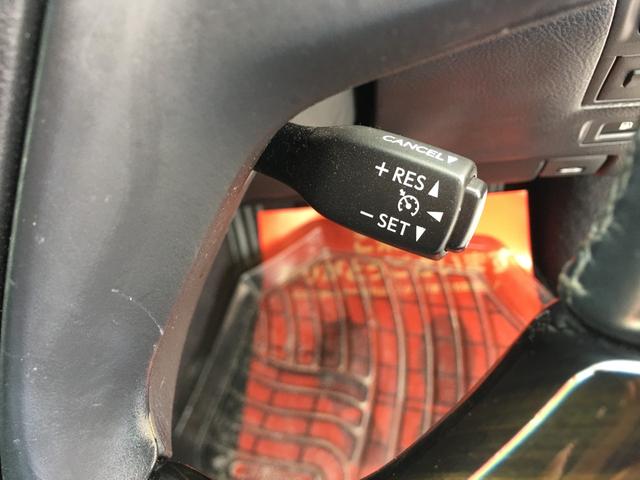 CANCEL▼
+ RES▲
◄
− SET▼